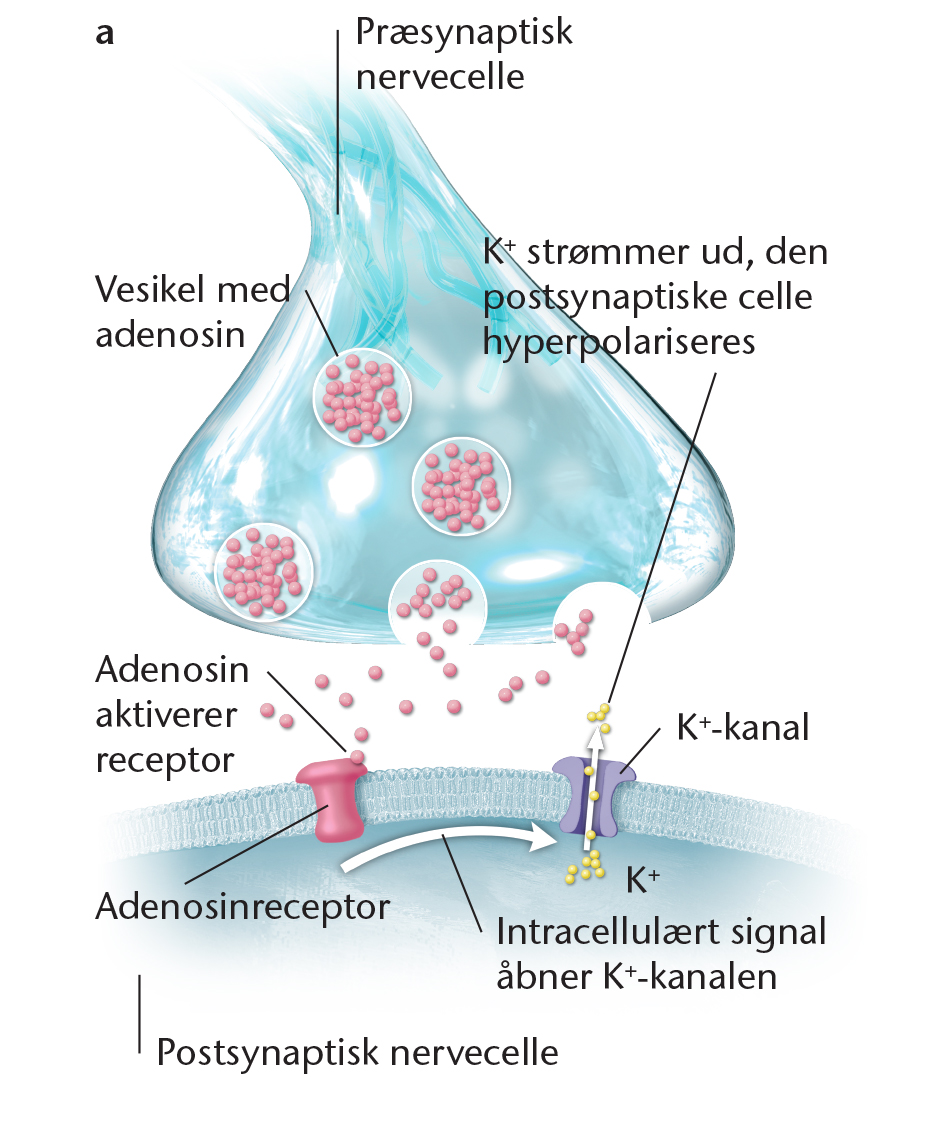 a
Præsynaptisk
nervecelle
K⁺ strømmer ud, den
postsynaptiske celle
hyperpolariseres
Vesikel med
adenosin
Adenosin
aktiverer
receptor
K⁺-kanal
K⁺
Adenosinreceptor
Intracellulært signal
åbner K⁺-kanalen
Postsynaptisk nervecelle